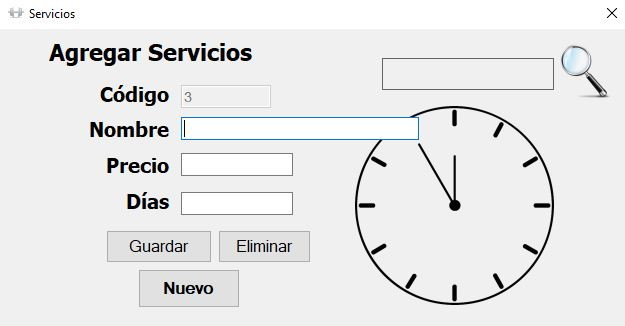 Servicios
Agregar Servicios
Código 3
Nombre
Precio
Días
Guardar Eliminar
Nuevo